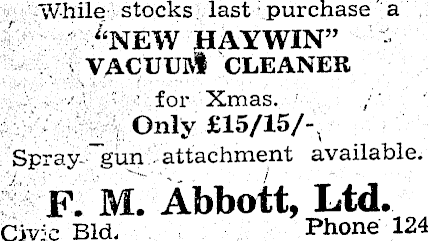 While stocks last purchase a
"NEW HAYWIN"
VACUUM CLEANER
for Xmas.
Only £15/15/-
Spray gun attachment available.
F. M. Abbott, Ltd.
Civic Bld. Phone 124